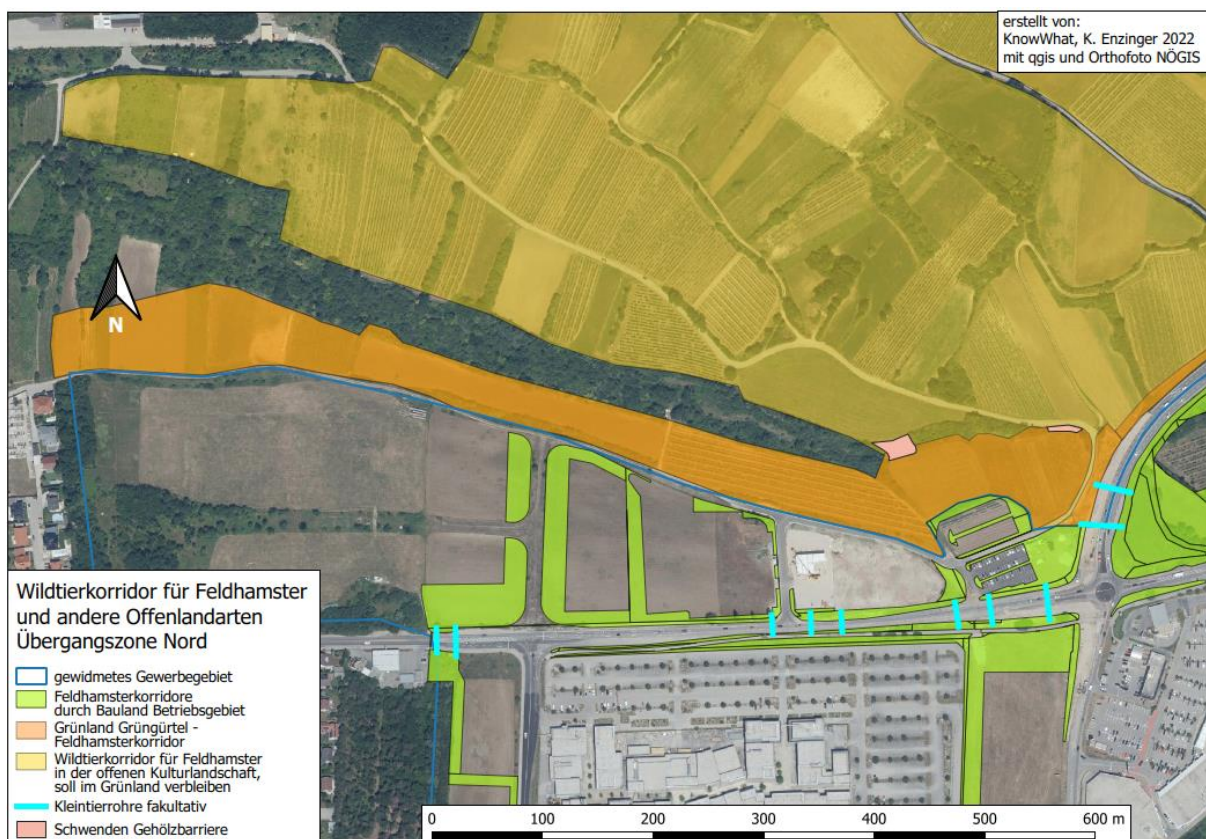 erstellt von:
KnowWhat, K. Enzinger 2022
mit qgis und Orthofoto NÖGIS
N
Wildtierkorridor für Feldhamster
und andere Offenlandarten
Übergangszone Nord
gewidmetes Gewerbegebiet
Feldhamsterkorridore
durch Bauland Betriebsgebiet
Grünland Grüngürtel -
Feldhamsterkorridor
Wildtierkorridor für Feldhamster
in der offenen Kulturlandschaft,
soll im Grünland verbleiben
Kleintierrohre fakultativ
Schwenden Gehölzbarriere
0 100 200 300 400 500 600 m